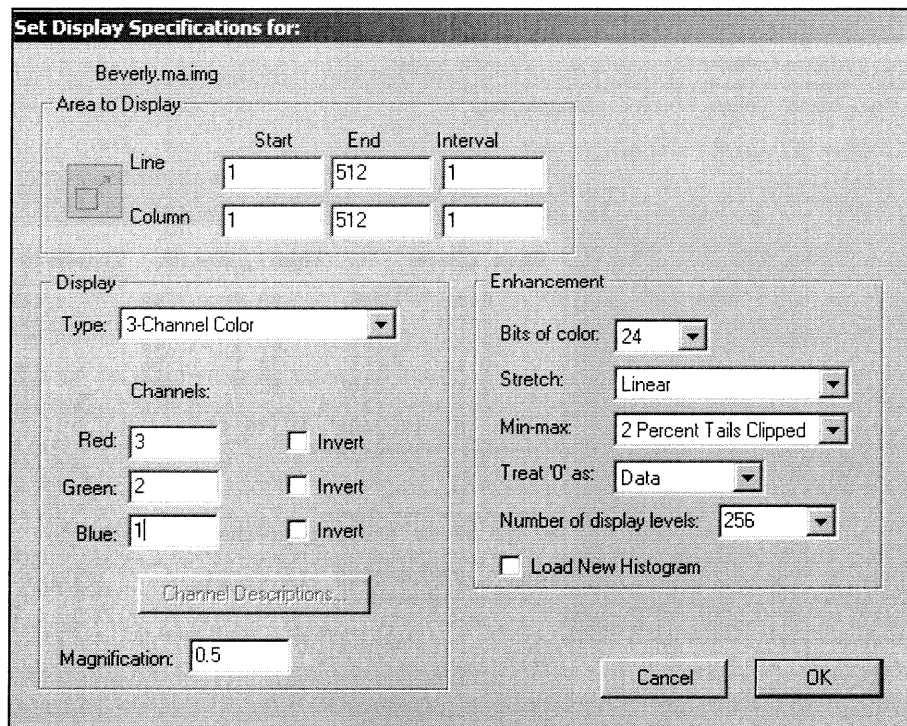 Set Display Specifications for:
Beverly.ma.img
Area to Display
Start End Interval
Line 1 512 1
Column 1 512 1
Display
Type: 3-Channel Color
Channels:
Red: 3 Invert
Green: 2 Invert
Blue: 1 Invert
Channel Descriptions...
Magnification: 0.5
Enhancement
Bits of color: 24
Stretch: Linear
Min-max: 2 Percent Tails Clipped
Treat '0' as: Data
Number of display levels: 256
Load New Histogram
Cancel OK